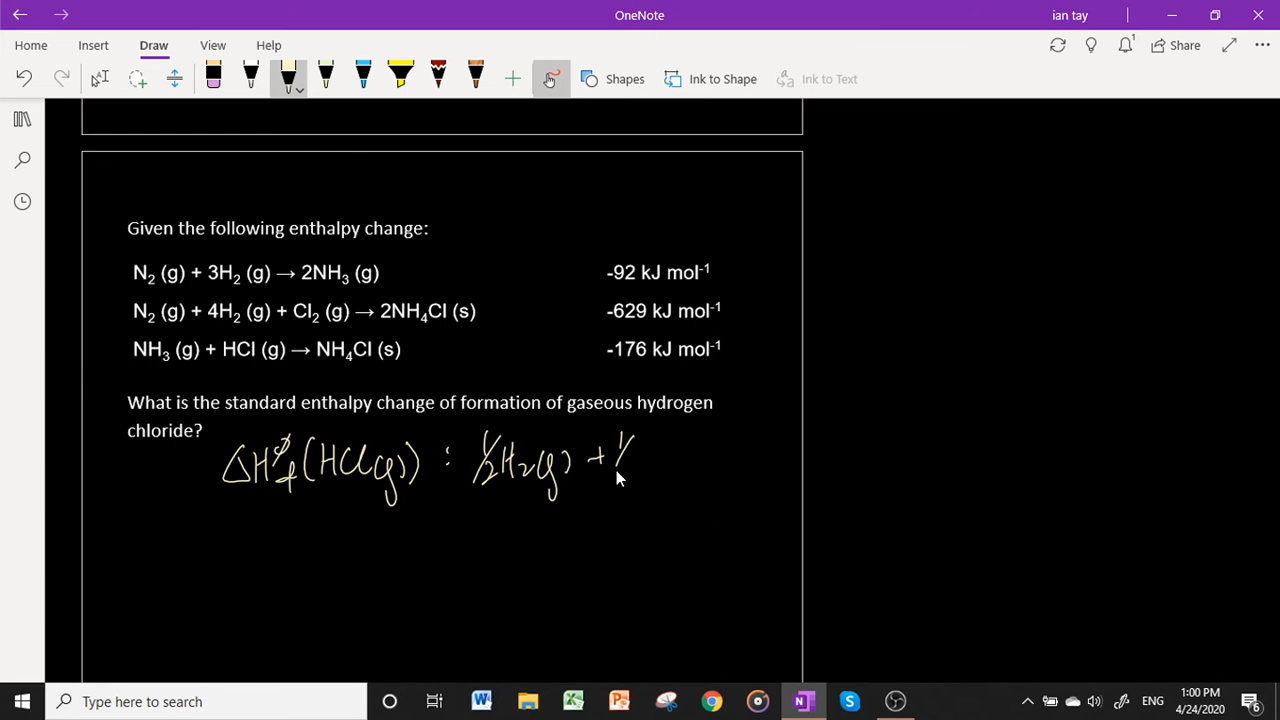 OneNote
ian tay
Home Insert Draw View Help
Share
Shapes
Ink to Shape
Ink to Text
Given the following enthalpy change:
N₂ (g) + 3H₂ (g) → 2NH₃ (g) -92 kJ mol⁻¹
N₂ (g) + 4H₂ (g) + Cl₂ (g) → 2NH₄Cl (s) -629 kJ mol⁻¹
NH₃ (g) + HCl (g) → NH₄Cl (s) -176 kJ mol⁻¹
What is the standard enthalpy change of formation of gaseous hydrogen
chloride?
ΔH°f (HCl(g)) : 1/2 H₂(g) + 1/
Type here to search
ENG
1:00 PM
4/24/2020
6